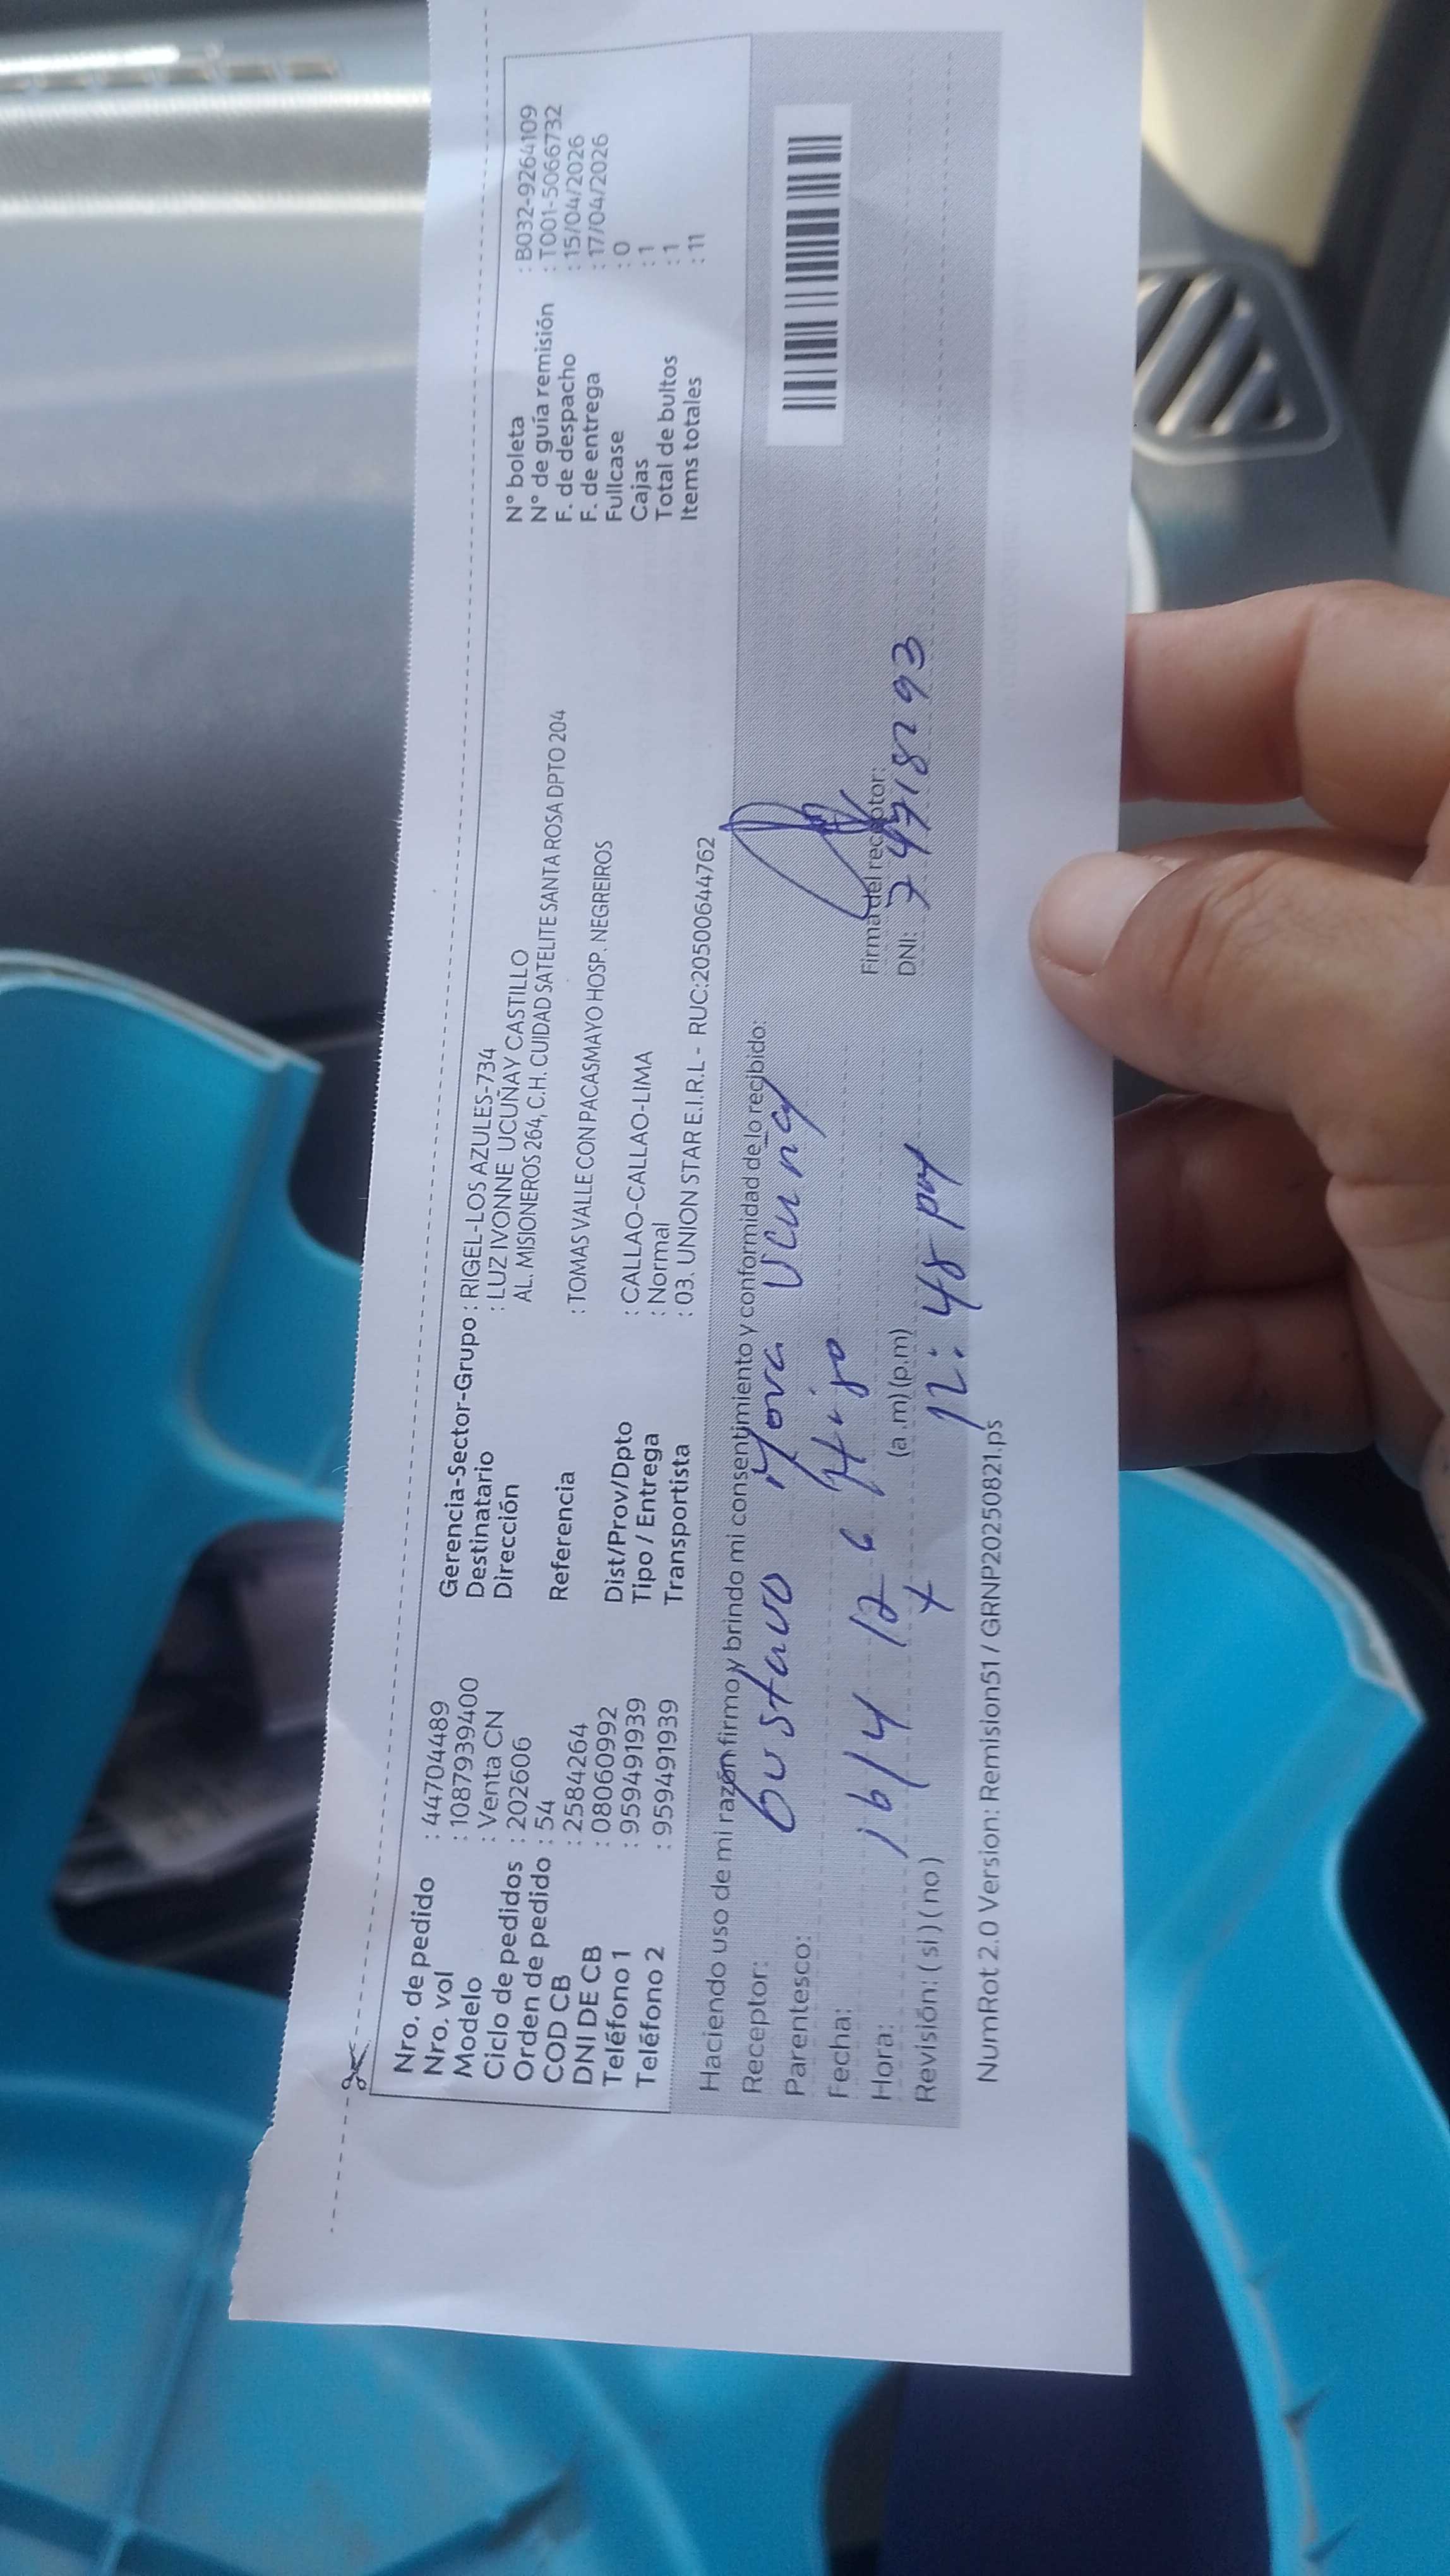 Nro. de pedido : 447044489
Nro. vol : 1087939400
Modelo : Venta CN
Ciclo de pedidos : 202606
Orden de pedido : 54
COD CB : 2584264
DNI DE CB : 08060992
Teléfono 1 : 959491939
Teléfono 2 : 959491939
Gerencia-Sector-Grupo : RIGEL-LOS AZULES-734
Destinatario : LUZ IVONNE UCUÑAY CASTILLO
Dirección AL. MISIONEROS 264, C.H. CUIDAD SATELITE SANTA ROSA DPTO 204
Referencia : TOMAS VALLE CON PACASMAYO HOSP. NEGREIROS
Dist/Prov/Dpto : CALLAO-CALLAO-LIMA
Tipo / Entrega : Normal
Transportista : 03. UNION STAR E.I.R.L - RUC:20500644762
N° boleta : B032-9264109
N° de guía remisión : T001-5066732
F. de despacho : 15/04/2026
F. de entrega : 17/04/2026
Fullcase : 0
Cajas : 1
Total de bultos : 1
Items totales : 11
Haciendo uso de mi razón firmo y brindo mi consentimiento y conformidad de lo recibido:
Receptor: Gustavo Mora Ucuñay
Parentesco: Hijo
Fecha: 16/4
Hora: (a.m) (p.m)
12:48 pm
Revisión: (si) (no)
Firma del receptor:
DNI:
NumRot 2.0 Version: Remision51 / GRNP20250821.ps